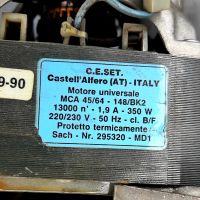 9-90
C.E.SET.
Castell'Alfero (AT) - ITALY
Motore universale
MCA 45/64 - 148/BK2
13000 n' - 1,9 A - 350 W
220/230 V - 50 Hz - cl. B/F
Protetto termicamente
Sach - Nr. 295320 - MD1